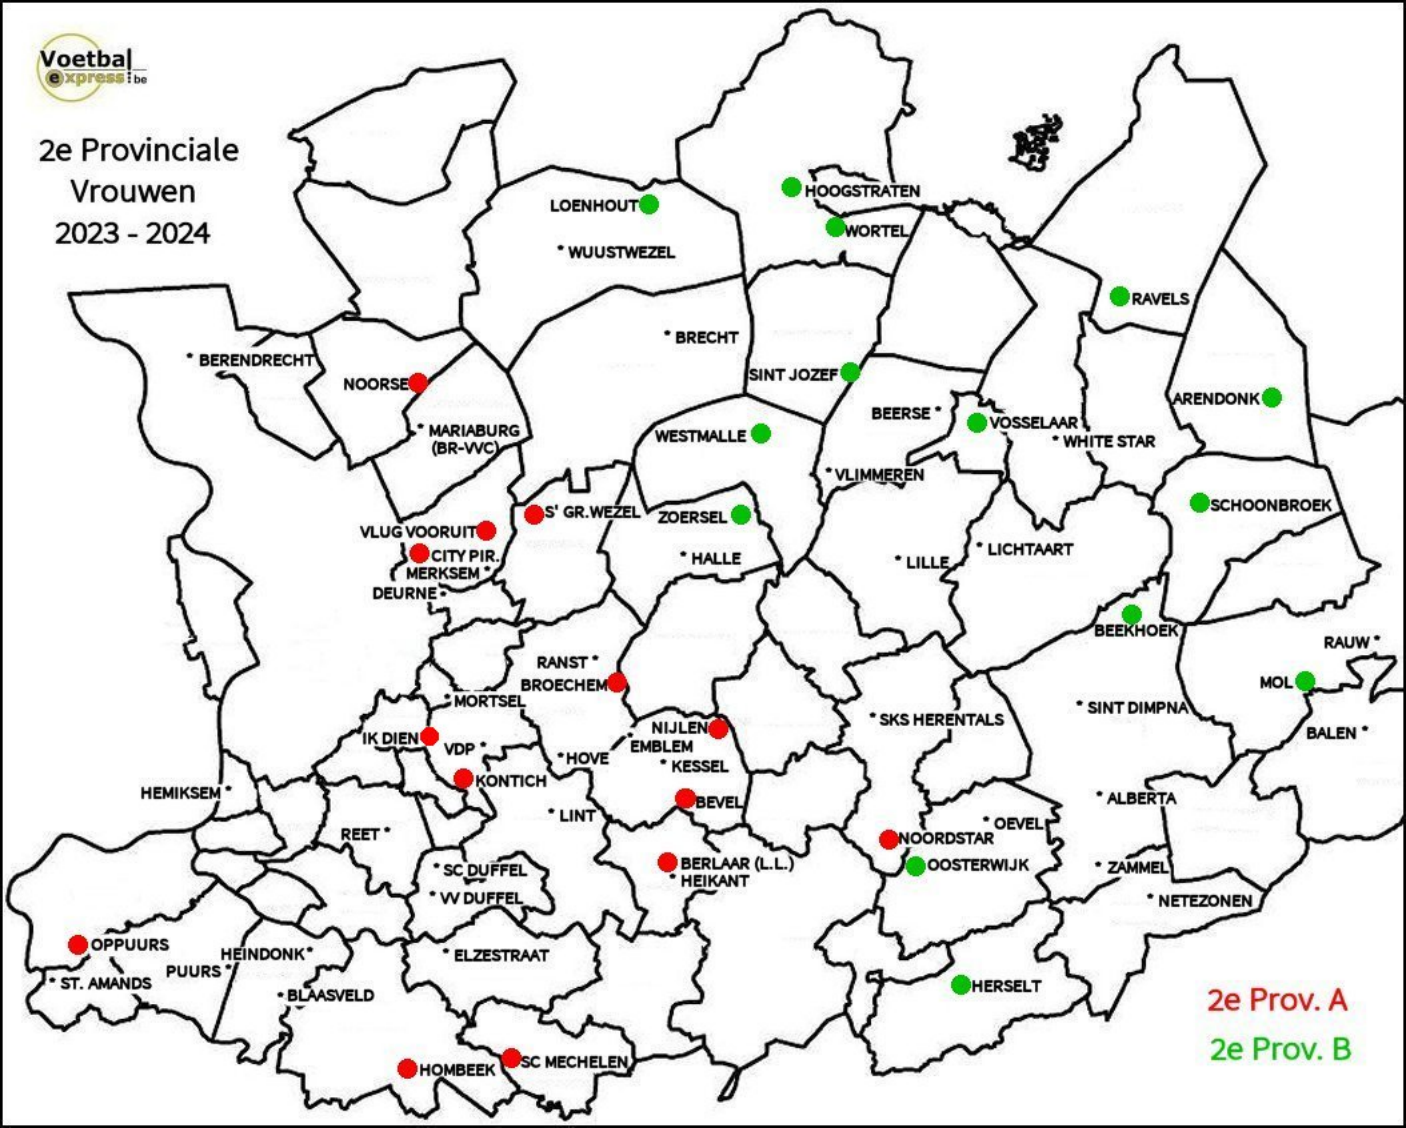 Voetbal
express.be
2e Provinciale
Vrouwen
2023 - 2024
HOOGSTRATEN
LOENHOUT
WORTEL
* WUUSTWEZEL
RAVELS
* BRECHT
* BERENDRECHT
SINT JOZEF
NOORSE
ARENDONK
BEERSE *
VOSSELAAR
* MARIABURG
(BR-VVC)
WESTMALLE
* WHITE STAR
* VLIMMEREN
SCHOONBROEK
S' GR.WEZEL
ZOERSEL
VLUG VOORUIT
* LICHTAART
CITY PIR.
* HALLE
* LILLE
MERKSEM *
DEURNE *
BEEKHOEK
RAUW *
RANST *
BROECHEM
MOL
* MORTSEL
* SINT DIMPNA
* SKS HERENTALS
NIJLEN
BALEN *
IK DIEN
* EMBLEM
VDP *
* HOVE
* KESSEL
KONTICH
HEMIKSEM *
* ALBERTA
BEVEL
* LINT
* OEVEL
REET *
NOORDSTAR
BERLAAR (L.L.)
OOSTERWIJK
* ZAMMEL
* SC DUFFEL
* HEIKANT
* VV DUFFEL
* NETEZONEN
OPPUURS
HEINDONK *
* ELZESTRAAT
PUURS *
* ST. AMANDS
HERSELT
* BLAASVELD
2e Prov. A
2e Prov. B
SC MECHELEN
HOMBEEK